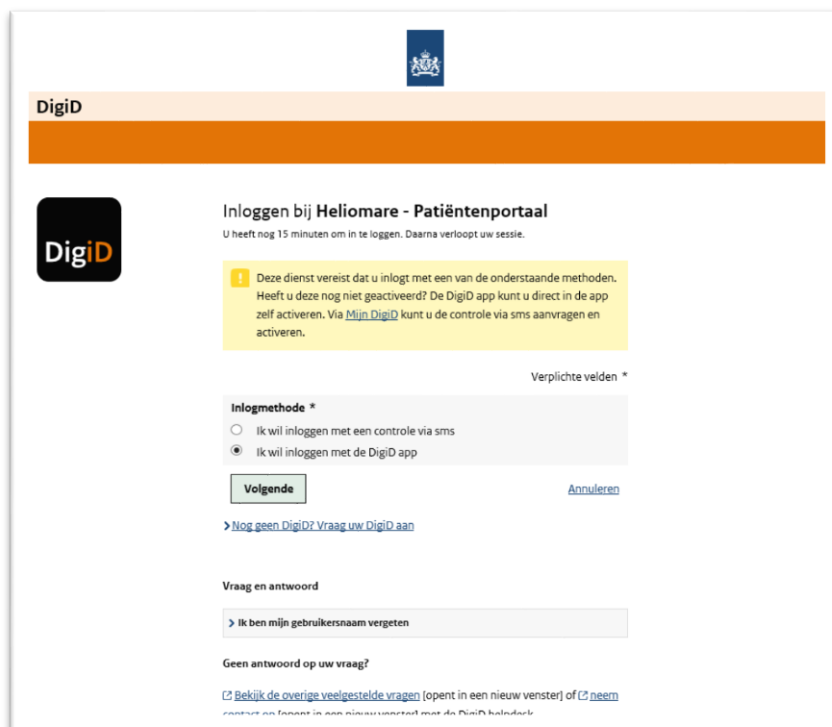 DigiD
DigiD
Inloggen bij Heliomare - Patiëntenportaal
U heeft nog 15 minuten om in te loggen. Daarna verloopt uw sessie.
! Deze dienst vereist dat u inlogt met een van de onderstaande methoden.
Heeft u deze nog niet geactiveerd? De DigiD app kunt u direct in de app
zelf activeren. Via Mijn DigiD kunt u de controle via sms aanvragen en
activeren.
Verplichte velden *
Inlogmethode *
Ik wil inloggen met een controle via sms
Ik wil inloggen met de DigiD app
Volgende
Annuleren
Nog geen DigiD? Vraag uw DigiD aan
Vraag en antwoord
Ik ben mijn gebruikersnaam vergeten
Geen antwoord op uw vraag?
Bekijk de overige veelgestelde vragen [opent in een nieuw venster] of neem
contact op [opent in een nieuw venster] met de DigiD helpdesk